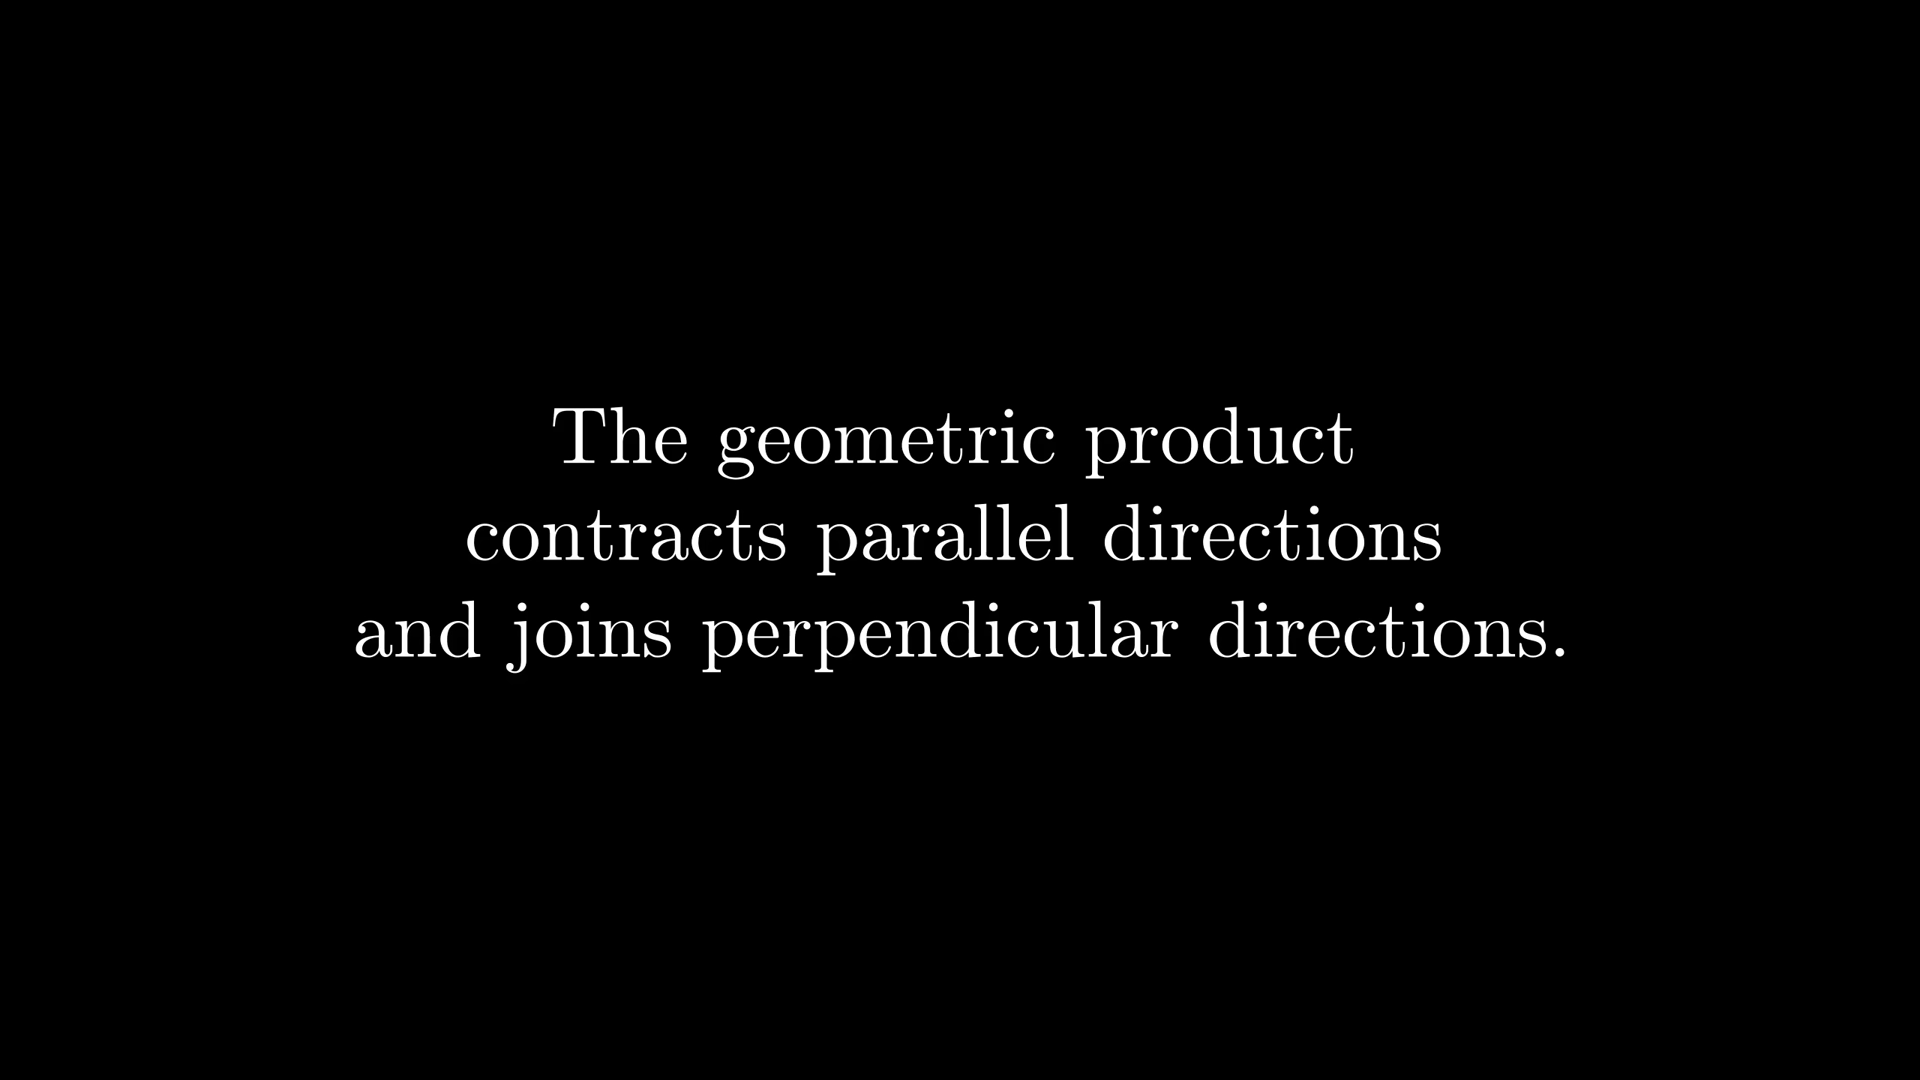 The geometric product
contracts parallel directions
and joins perpendicular directions.